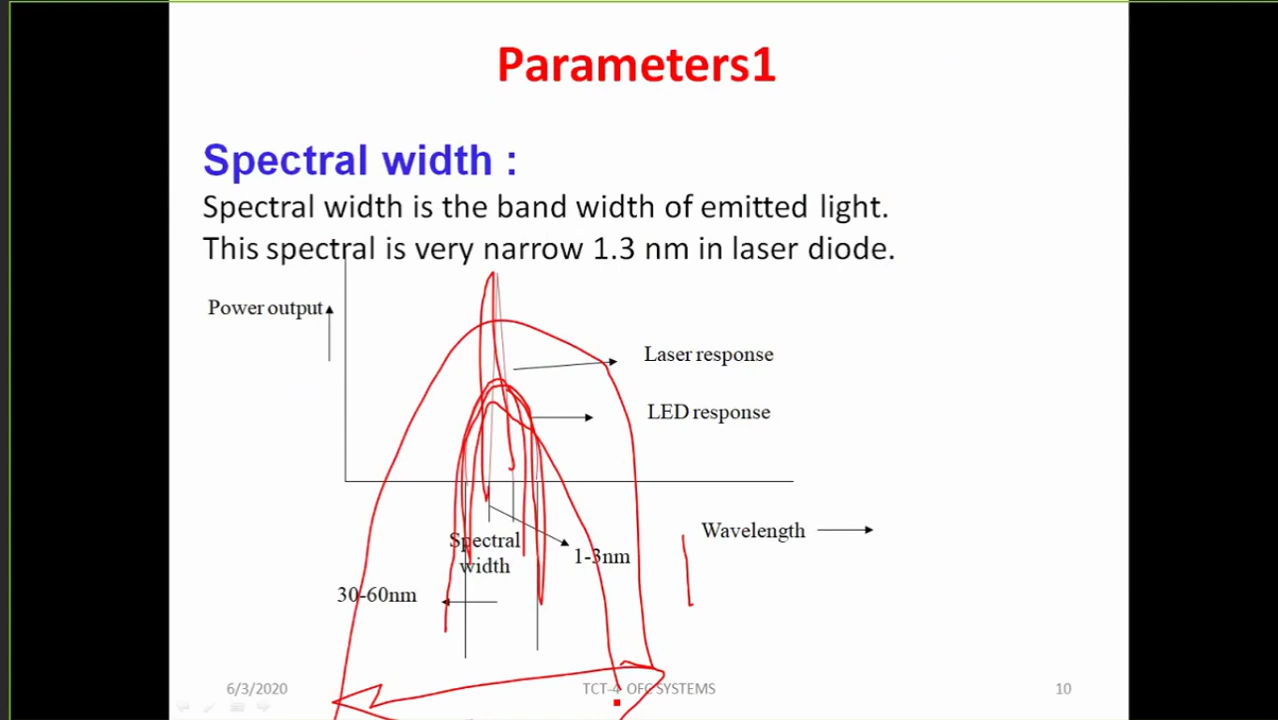 Parameters1
Spectral width :
Spectral width is the band width of emitted light.
This spectral is very narrow 1.3 nm in laser diode.
Power output
Laser response
LED response
Wavelength
Spectral
width
1-3nm
30-60nm
6/3/2020
TCT-4 OFC SYSTEMS
10